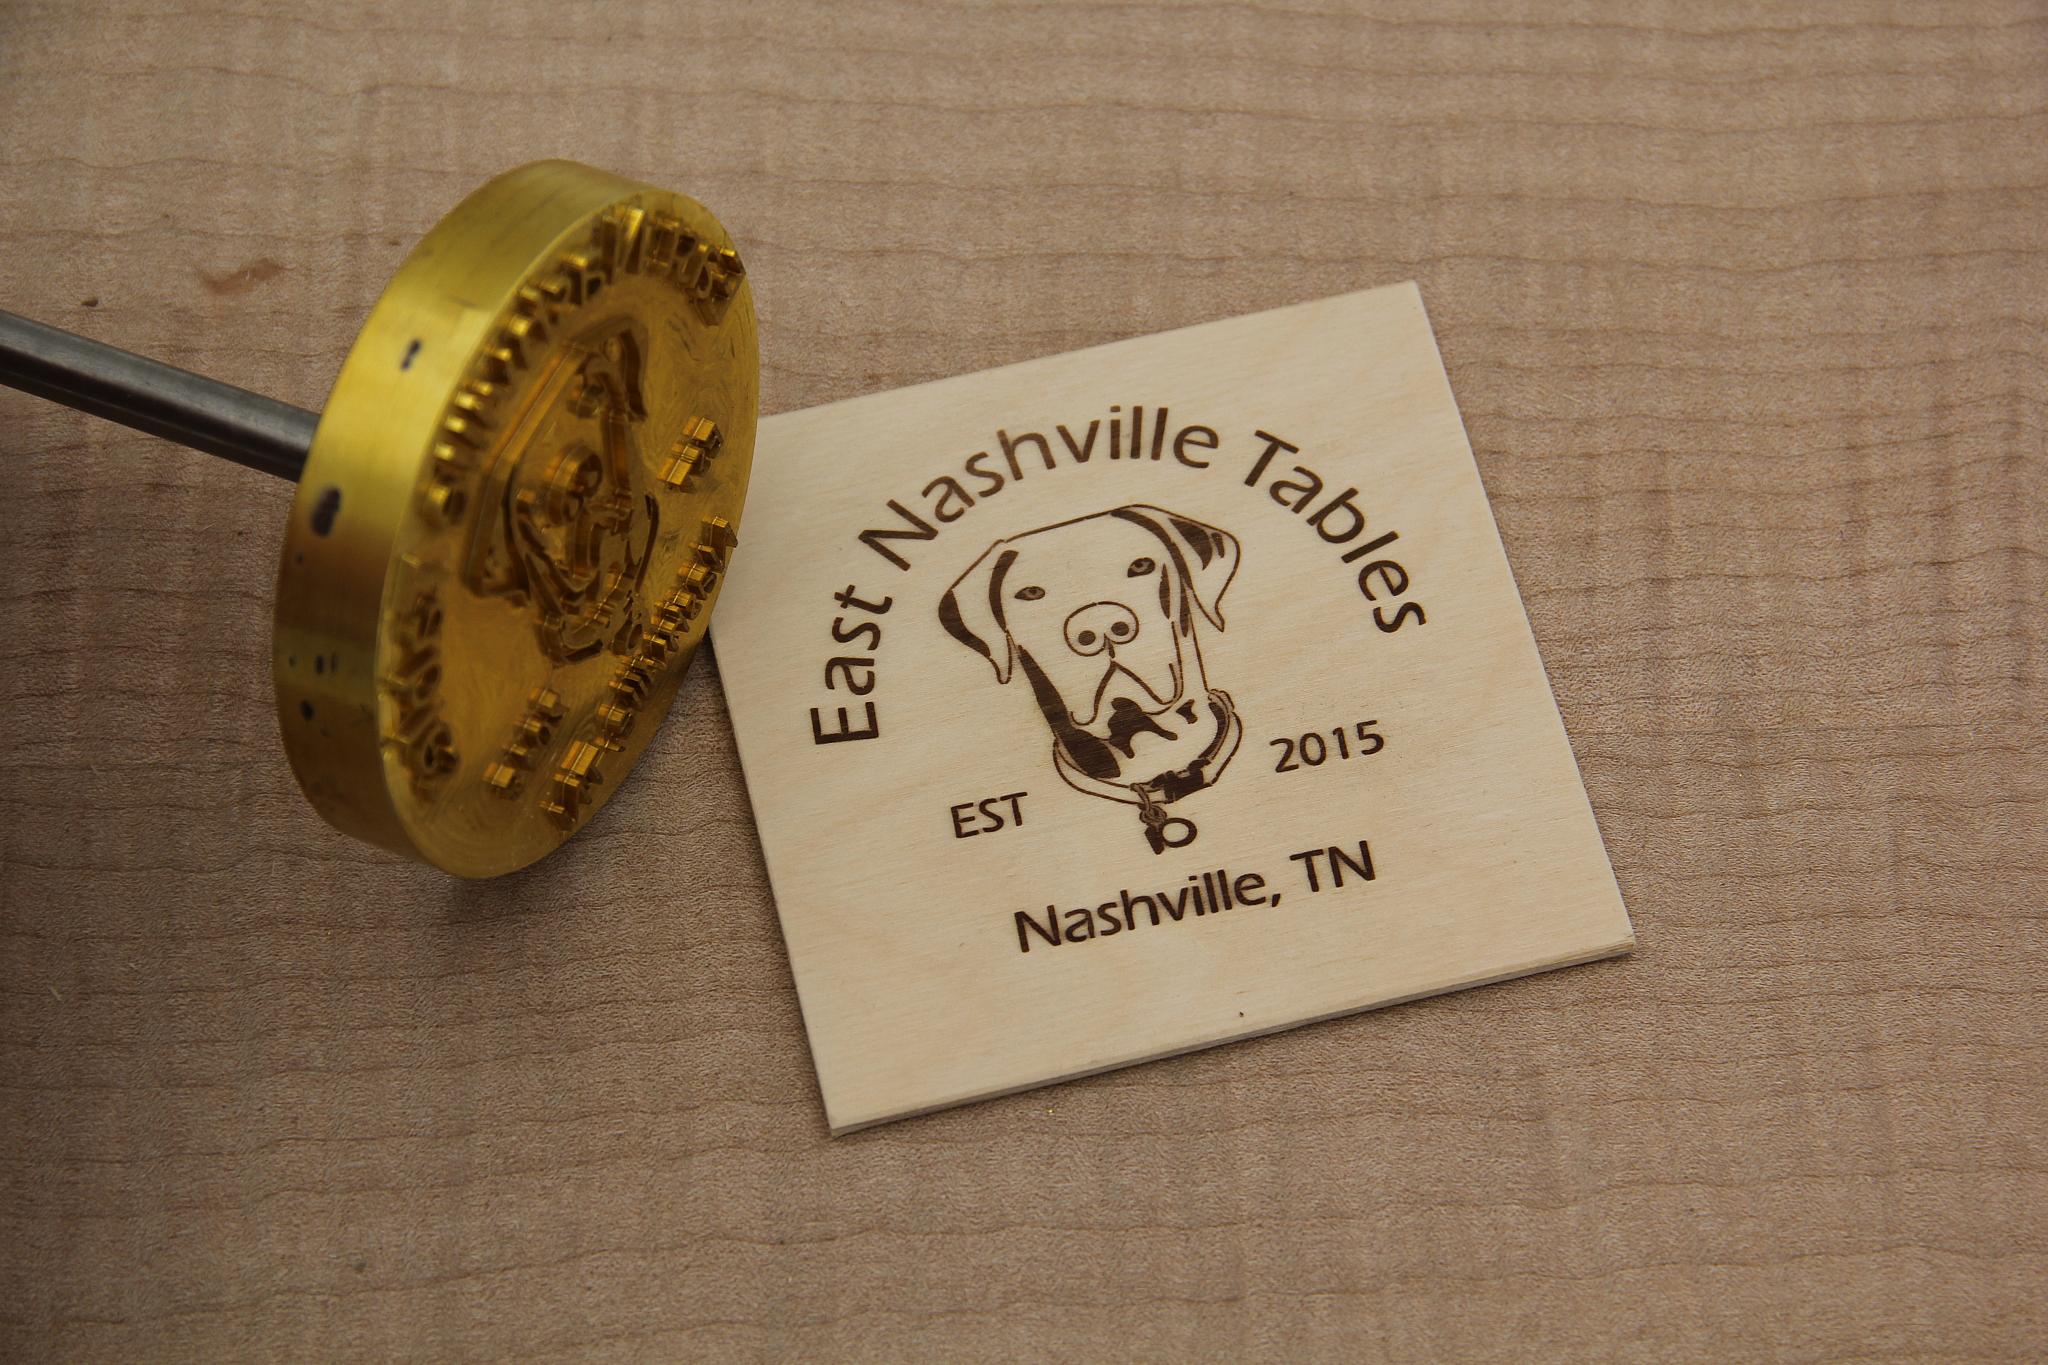 East Nashville Tables
EST 2015
Nashville, TN